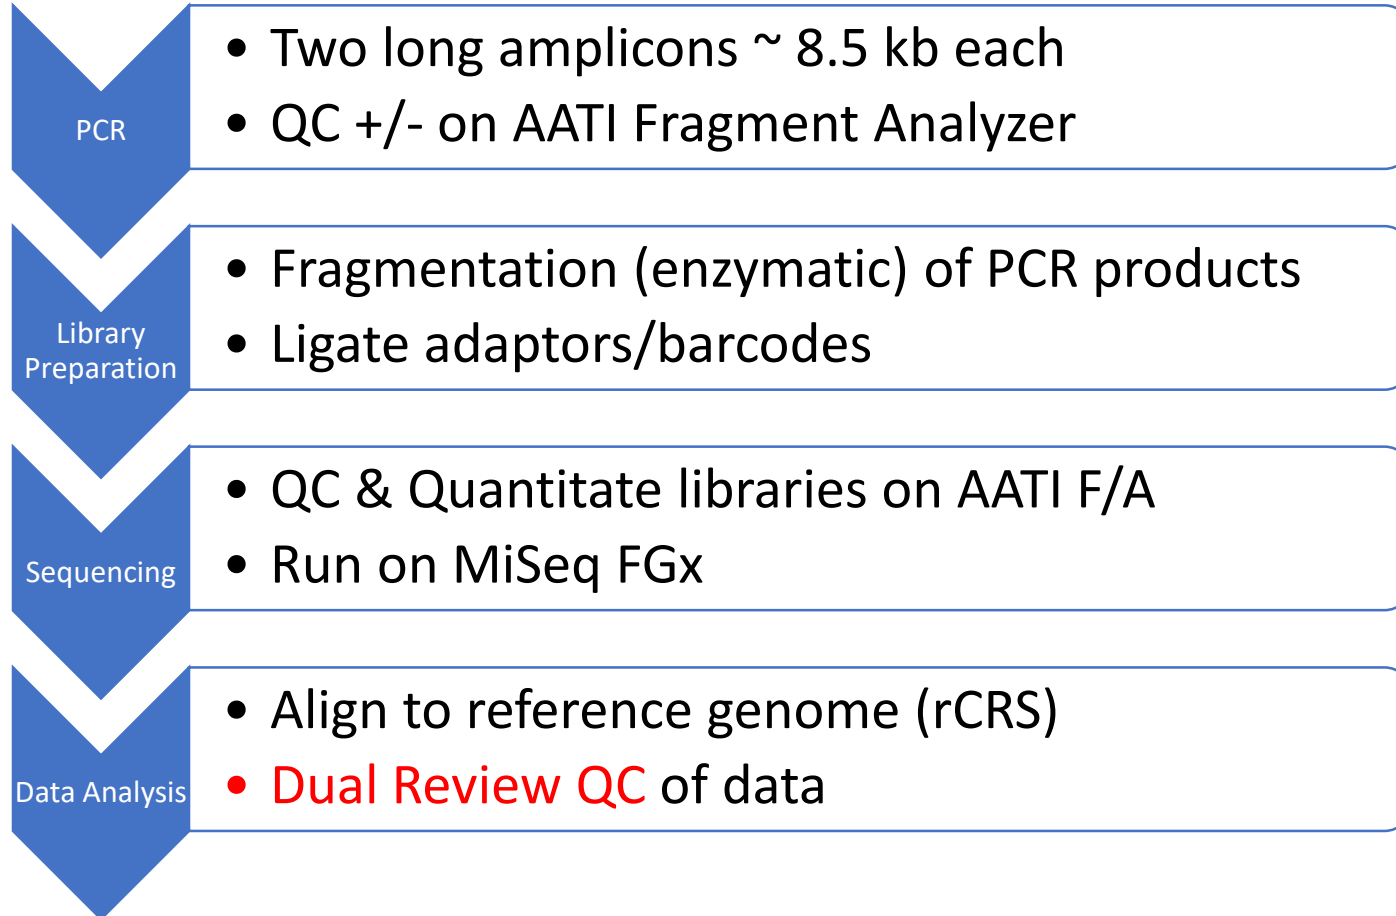 PCR
• Two long amplicons ~ 8.5 kb each
• QC +/- on AATI Fragment Analyzer
Library
Preparation
• Fragmentation (enzymatic) of PCR products
• Ligate adaptors/barcodes
Sequencing
• QC & Quantitate libraries on AATI F/A
• Run on MiSeq FGx
Data Analysis
• Align to reference genome (rCRS)
• Dual Review QC of data